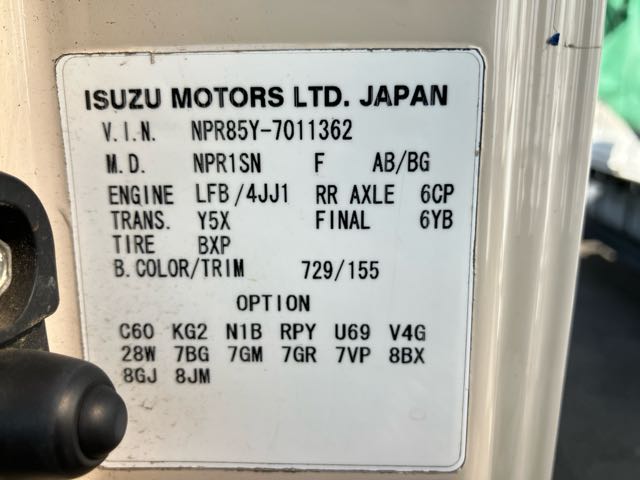 ISUZU MOTORS LTD. JAPAN
V.I.N. NPR85Y-7011362
M.D. NPR1SN F AB/BG
ENGINE LFB/4JJ1 RR AXLE 6CP
TRANS. Y5X FINAL 6YB
TIRE BXP
B.COLOR/TRIM 729/155
OPTION
C60 KG2 N1B RPY U69 V4G
28W 7BG 7GM 7GR 7VP 8BX
8GJ 8JM